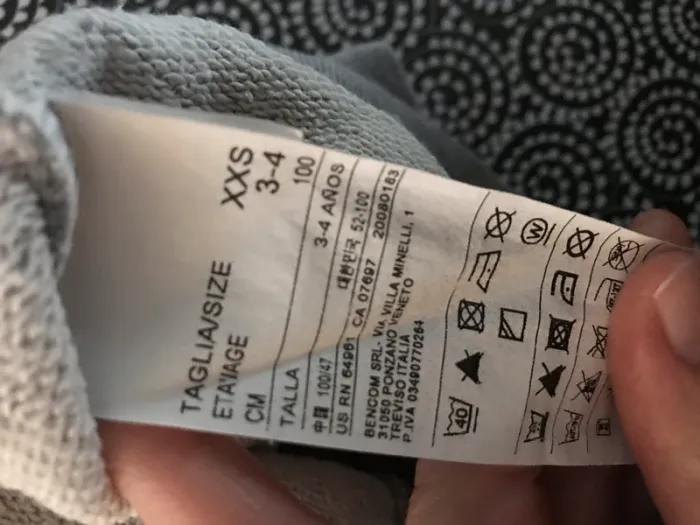 TAGLIA/SIZE XXS
ETA'/AGE 3-4
CM 100
TALLA 3-4 AÑOS
中國 100/47 대한민국 52-100
US RN 64961 CA 07697 20080163
BENCOM SRL- Via VILLA MINELLI, 1
31050 PONZANO VENETO
TREVISO ITALIA
P.IVA 03490770264
40
W